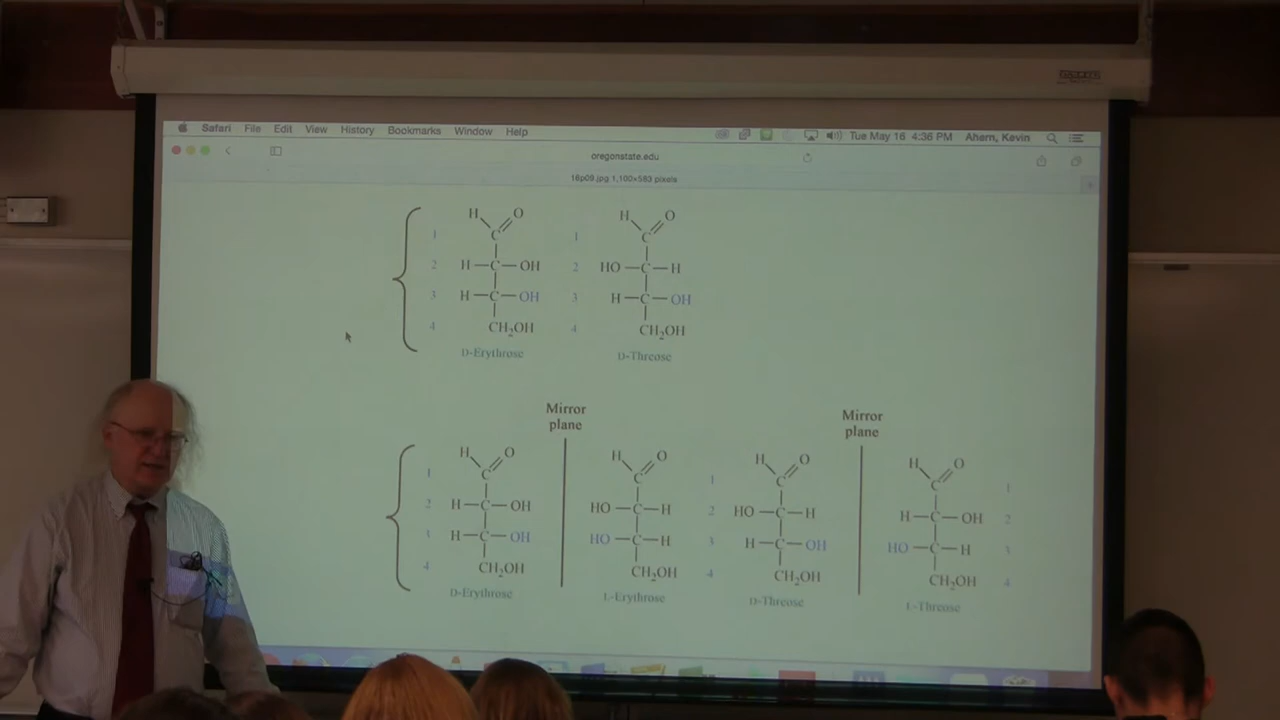 Safari File Edit View History Bookmarks Window Help Tue May 16 4:36 PM Ahern, Kevin
oregonstate.edu
16p09.jpg 1,100×583 pixels
H O H O
1 C 1 C
2 H—C—OH 2 HO—C—H
3 H—C—OH 3 H—C—OH
4 CH₂OH 4 CH₂OH
D-Erythrose D-Threose
Mirror plane Mirror plane
H O H O H O H O
1 C C 1 C C 1
2 H—C—OH HO—C—H 2 HO—C—H H—C—OH 2
3 H—C—OH HO—C—H 3 H—C—OH HO—C—H 3
4 CH₂OH CH₂OH 4 CH₂OH CH₂OH 4
D-Erythrose L-Erythrose D-Threose L-Threose